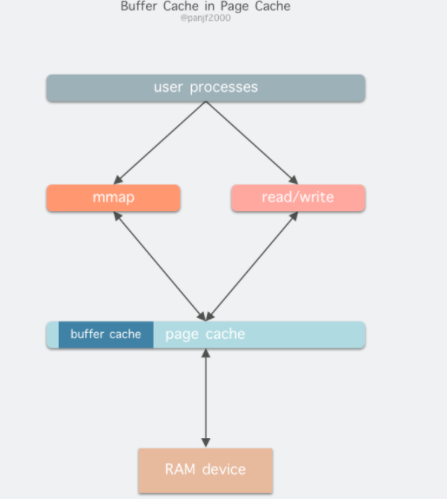 Buffer Cache in Page Cache
@panjf2000
user processes
mmap
read/write
buffer cache
page cache
RAM device